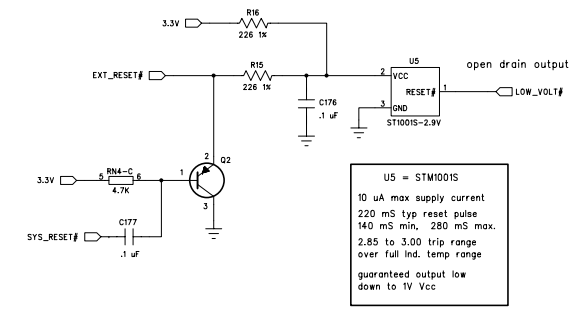 R16
3.3V
226 1%
U5
open drain output
R15
EXT_RESET#
226 1%
2
VCC
RESET#
1
LOW_VOLT#
3
GND
C176
.1 uF
ST1001S-2.9V
2
Q2
RN4-C
3.3V
5
6
1
4.7K
3
C177
SYS_RESET#
.1 uF
U5 = STM1001S
10 uA max supply current
220 mS typ reset pulse
140 mS min, 280 mS max.
2.85 to 3.00 trip range
over full Ind. temp range
guaranteed output low
down to 1V Vcc